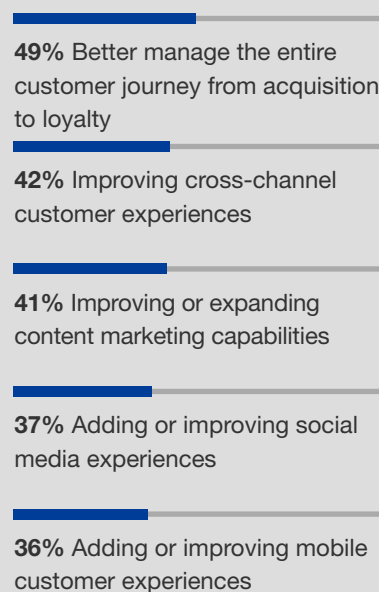 49% Better manage the entire
customer journey from acquisition
to loyalty
42% Improving cross-channel
customer experiences
41% Improving or expanding
content marketing capabilities
37% Adding or improving social
media experiences
36% Adding or improving mobile
customer experiences